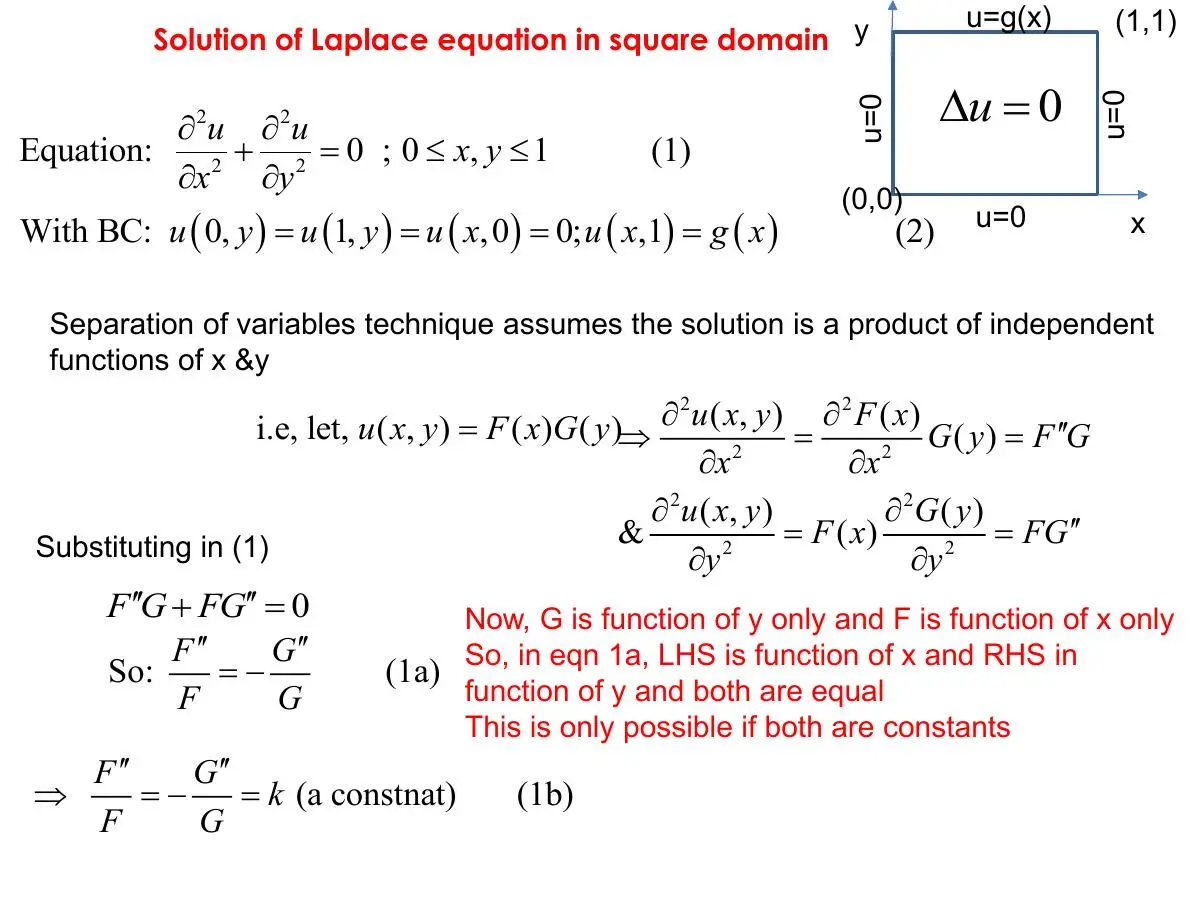 Solution of Laplace equation in square domain
y
u=g(x)
(1,1)
u=0
Δu = 0
u=0
(0,0)
u=0
x
Equation: ∂²u/∂x² + ∂²u/∂y² = 0 ; 0 ≤ x, y ≤ 1 (1)
With BC: u(0, y) = u(1, y) = u(x,0) = 0; u(x,1) = g(x) (2)
Separation of variables technique assumes the solution is a product of independent
functions of x &y
i.e, let, u(x, y) = F(x)G(y) ⇒ ∂²u(x, y)/∂x² = ∂²F(x)/∂x² G(y) = F″G
& ∂²u(x, y)/∂y² = F(x) ∂²G(y)/∂y² = FG″
Substituting in (1)
F″G + FG″ = 0
So: F″/F = − G″/G (1a)
Now, G is function of y only and F is function of x only
So, in eqn 1a, LHS is function of x and RHS in
function of y and both are equal
This is only possible if both are constants
⇒ F″/F = − G″/G = k (a constnat) (1b)